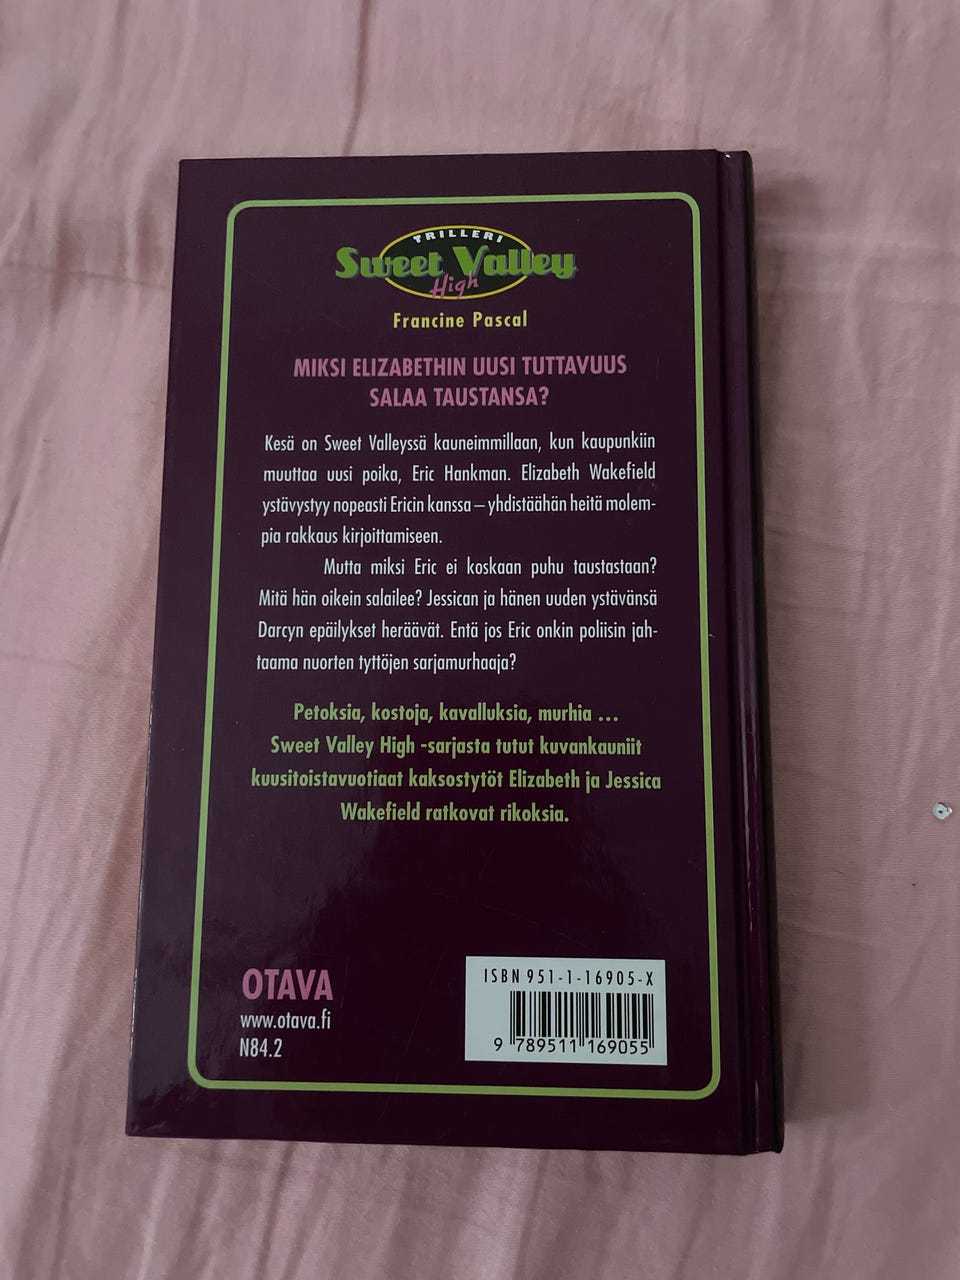 TRILLERI
Sweet Valley
High
Francine Pascal
MIKSI ELIZABETHIN UUSI TUTTAVUUS
SALAA TAUSTANSA?
Kesä on Sweet Valleyssä kauneimmillaan, kun kaupunkiin
muuttaa uusi poika, Eric Hankman. Elizabeth Wakefield
ystävystyy nopeasti Ericin kanssa – yhdistäähän heitä molem-
pia rakkaus kirjoittamiseen.
Mutta miksi Eric ei koskaan puhu taustastaan?
Mitä hän oikein salailee? Jessican ja hänen uuden ystävänsä
Darcyn epäilykset heräävät. Entä jos Eric onkin poliisin jah-
taama nuorten tyttöjen sarjamurhaaja?
Petoksia, kostoja, kavalluksia, murhia ...
Sweet Valley High -sarjasta tutut kuvankauniit
kuusitoistavuotiaat kaksostytöt Elizabeth ja Jessica
Wakefield ratkovat rikoksia.
OTAVA
www.otava.fi
N84.2
ISBN 951-1-16905-X
9 789511 169055